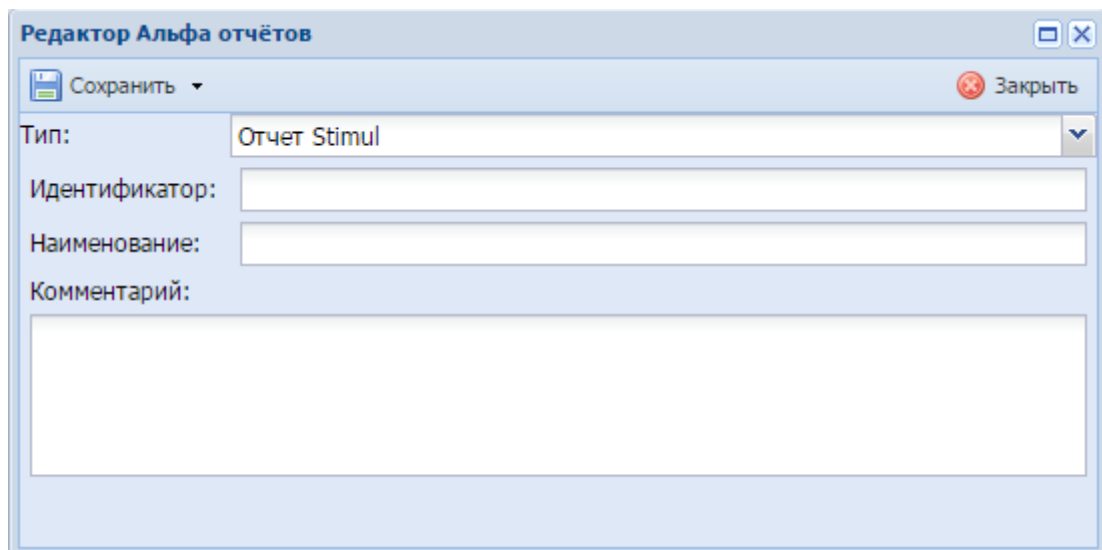 Редактор Альфа отчётов
Сохранить Закрыть
Тип: Отчет Stimul
Идентификатор:
Наименование:
Комментарий: